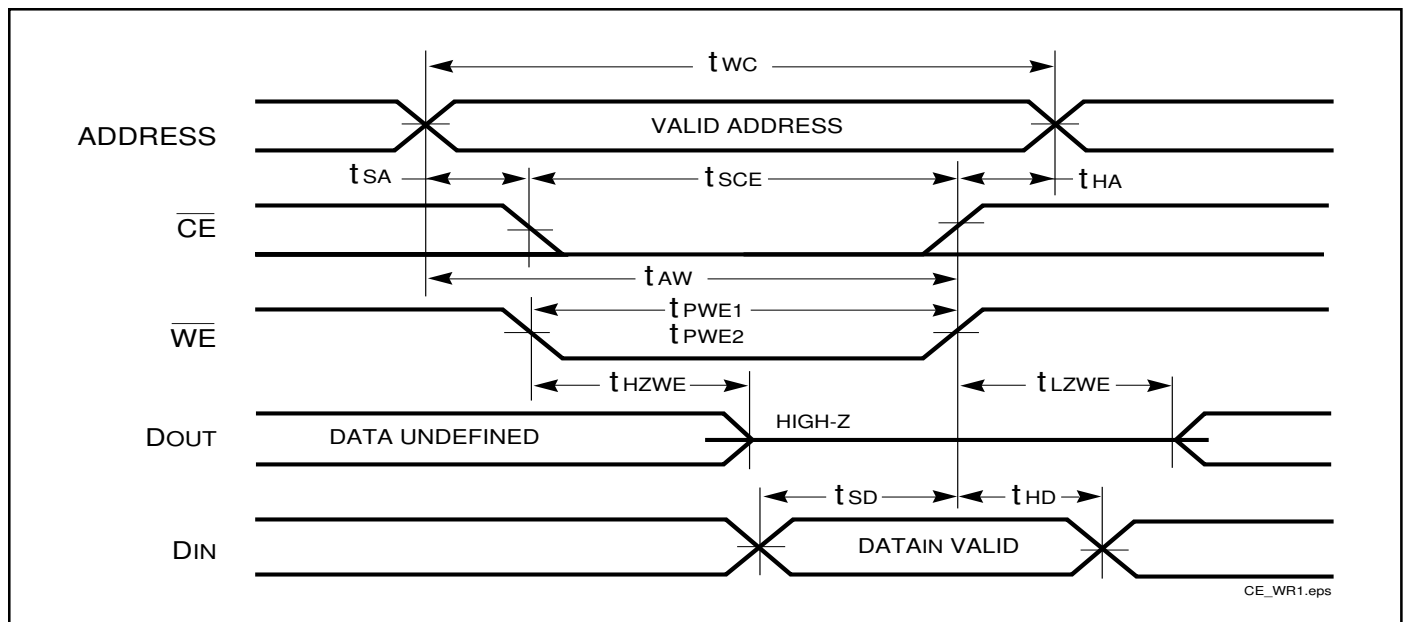 tWC
ADDRESS
VALID ADDRESS
tSA
tSCE
tHA
CE
tAW
tPWE1
tPWE2
WE
tHZWE
tLZWE
DOUT
DATA UNDEFINED
HIGH-Z
tSD
tHD
DIN
DATAIN VALID
CE_WR1.eps